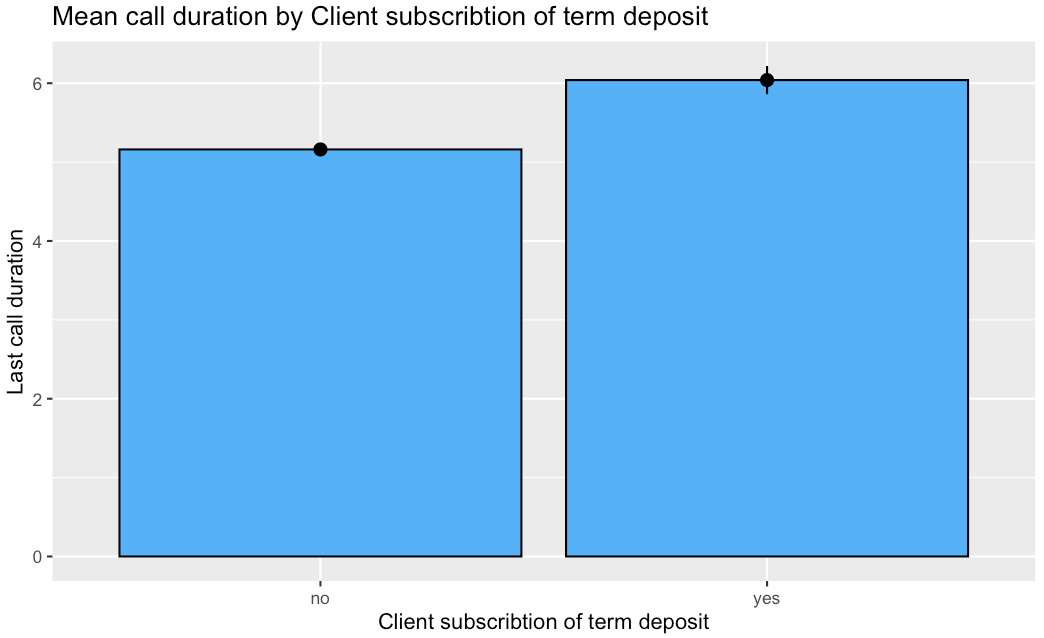 Mean call duration by Client subscribtion of term deposit
6
4
2
0
Last call duration
no yes
Client subscribtion of term deposit